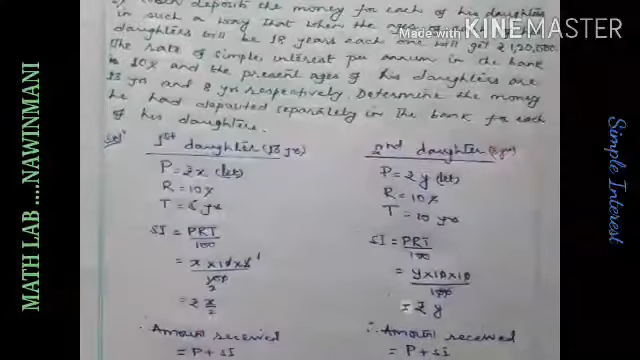 deposits the money for each of his daughters
in such a way that when the ages of
daughters will be 18 years each one will get ₹1,20,000.
The rate of simple interest per annum in the bank
is 10% and the present ages of his daughters are
13 yrs and 8 yrs respectively. Determine the money
he had deposited separately in the bank for each
of his daughters.
Made with KINEMASTER
MATH LAB ....NAWINMANI
Simple Interest
Sol^n
1st daughter (13 yrs)
P = ₹x (let)
R = 10%
T = 5 yrs
SI = PRT
100
= x × 10 × 5 1
100
2
= ₹ x
2
∴ Amount received
= P + SI
2nd daughter (8 yrs)
P = ₹ y (let)
R = 10%
T = 10 yrs
SI = PRT
100
= y × 10 × 10
100
= ₹ y
∴ Amount received
= P + SI